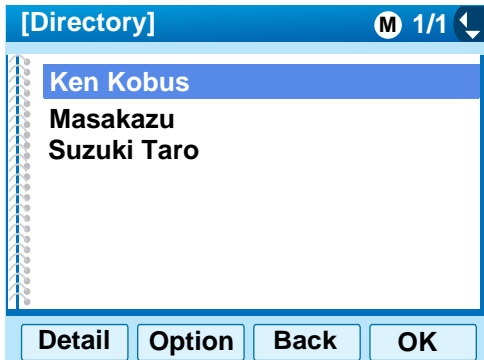 [Directory] M 1/1
Ken Kobus
Masakazu
Suzuki Taro
Detail Option Back OK